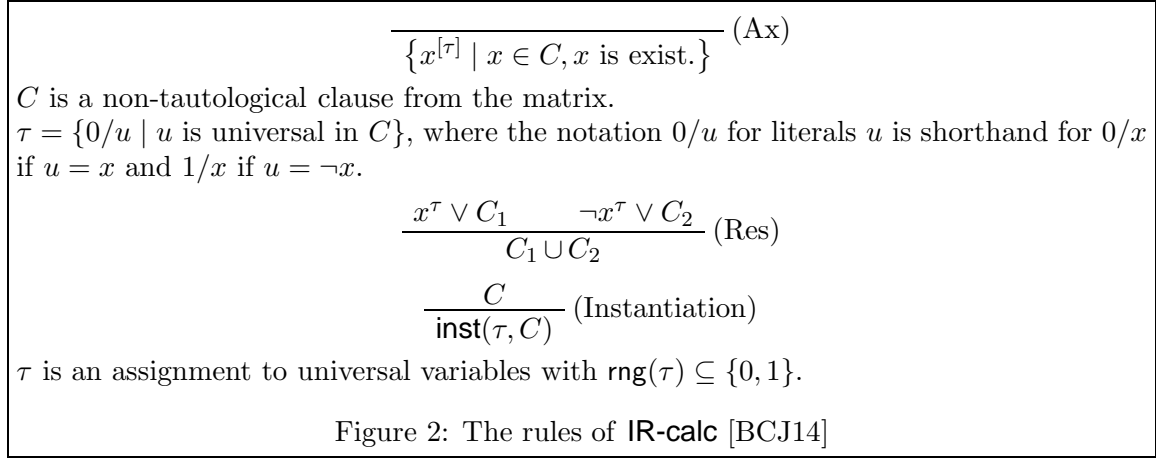 {x^{[τ]} | x ∈ C, x is exist.} (Ax)
C is a non-tautological clause from the matrix.
τ = {0/u | u is universal in C}, where the notation 0/u for literals u is shorthand for 0/x
if u = x and 1/x if u = ¬x.
x^τ ∨ C_1 ¬x^τ ∨ C_2
C_1 ∪ C_2 (Res)
C
inst(τ, C) (Instantiation)
τ is an assignment to universal variables with rng(τ) ⊆ {0, 1}.
Figure 2: The rules of IR-calc [BCJ14]